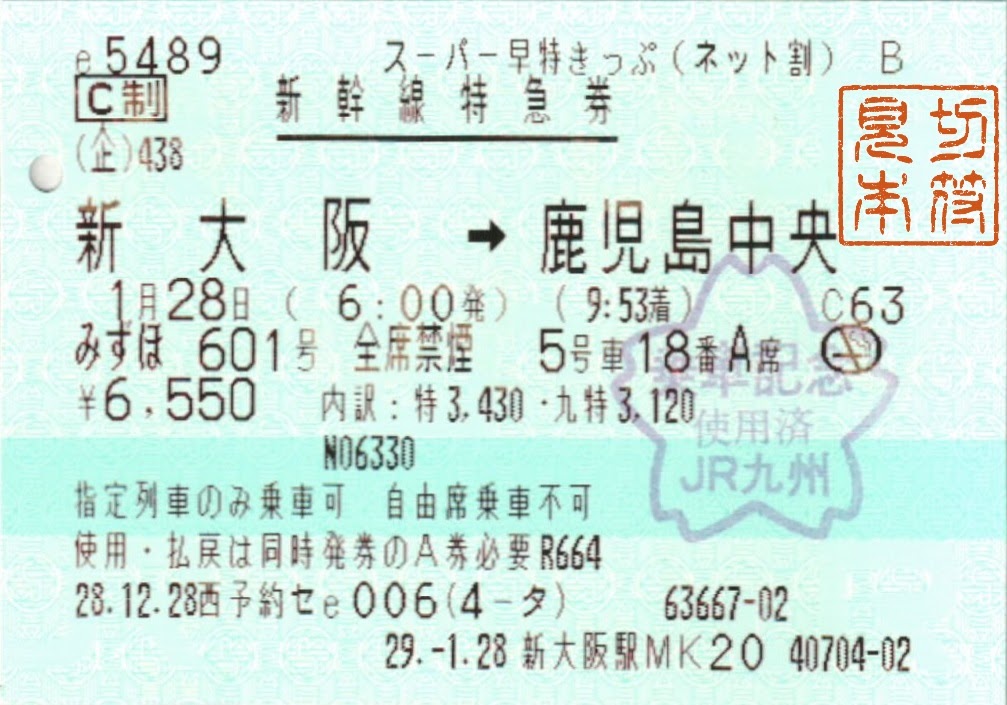 e5489 スーパー早特きっぷ(ネット割) B
C制 新幹線特急券
(企)438
見本
切符
新大阪 → 鹿児島中央
1月28日 ( 6:00発) (9:53着) C63
みずほ 601号 全席禁煙 5号車18番A席
¥6,550 内訳:特3,430・九特3,120
N06330
乗車記念
使用済
JR九州
指定列車のみ乗車可 自由席乗車不可
使用・払戻は同時発券のA券必要R664
28.12.28西予約セe006(4-タ) 63667-02
29.-1.28 新大阪駅MK20 40704-02